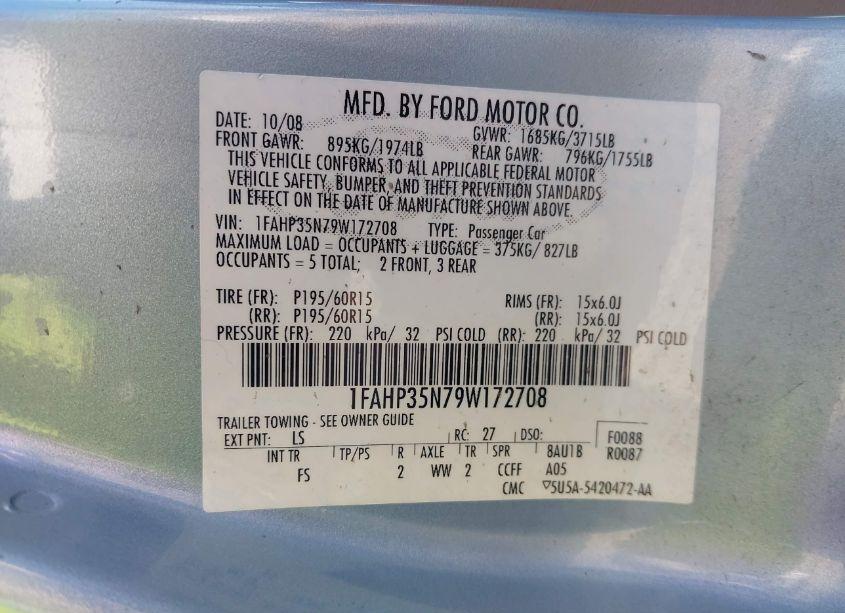 MFD. BY FORD MOTOR CO.
DATE: 10/08 GVWR: 1685KG/3715LB
FRONT GAWR: 895KG/1974LB REAR GAWR: 796KG/1755LB
THIS VEHICLE CONFORMS TO ALL APPLICABLE FEDERAL MOTOR
VEHICLE SAFETY, BUMPER, AND THEFT PREVENTION STANDARDS
IN EFFECT ON THE DATE OF MANUFACTURE SHOWN ABOVE.
VIN: 1FAHP35N79W172708 TYPE: Passenger Car
MAXIMUM LOAD = OCCUPANTS + LUGGAGE = 375KG/ 827LB
OCCUPANTS = 5 TOTAL; 2 FRONT, 3 REAR
TIRE (FR): P195/60R15 RIMS (FR): 15x6.0J
(RR): P195/60R15 (RR): 15x6.0J
PRESSURE (FR): 220 kPa/ 32 PSI COLD (RR): 220 kPa/ 32 PSI COLD
1FAHP35N79W172708
TRAILER TOWING - SEE OWNER GUIDE
EXT PNT: LS RC: 27 DSO: F0088
INT TR TP/PS R AXLE TR SPR 8AU1B R0087
FS 2 WW 2 CCFF A05
CMC ▽5U5A-5420472-AA